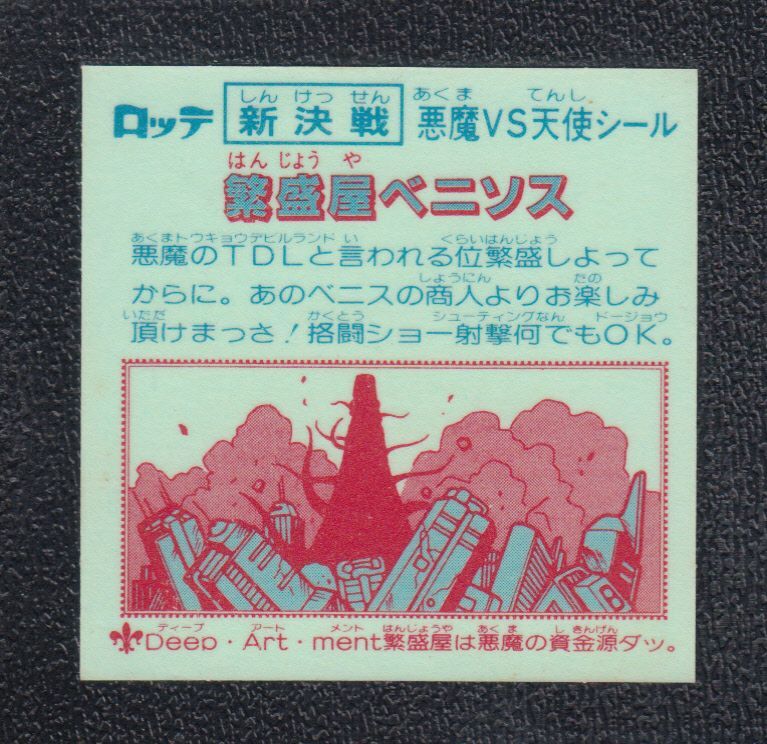 しん けっ せん あくま てんし
ロッテ 新決戦 悪魔VS天使シール
はん じょう や
繁盛屋ベニソス
あくまトウキョウデビルランド い くらいはんじょう
悪魔のTDLと言われる位繁盛しよって
しょうにん たの
からに。あのベニスの商人よりお楽しみ
いただ かくとう シューティングなん ドージョウ
頂けまっさ！格闘ショー射撃何でもOK。
ディープ アート メント はんじょうや あく ま し きんげん
Deep・Art・ment繁盛屋は悪魔の資金源ダッ。